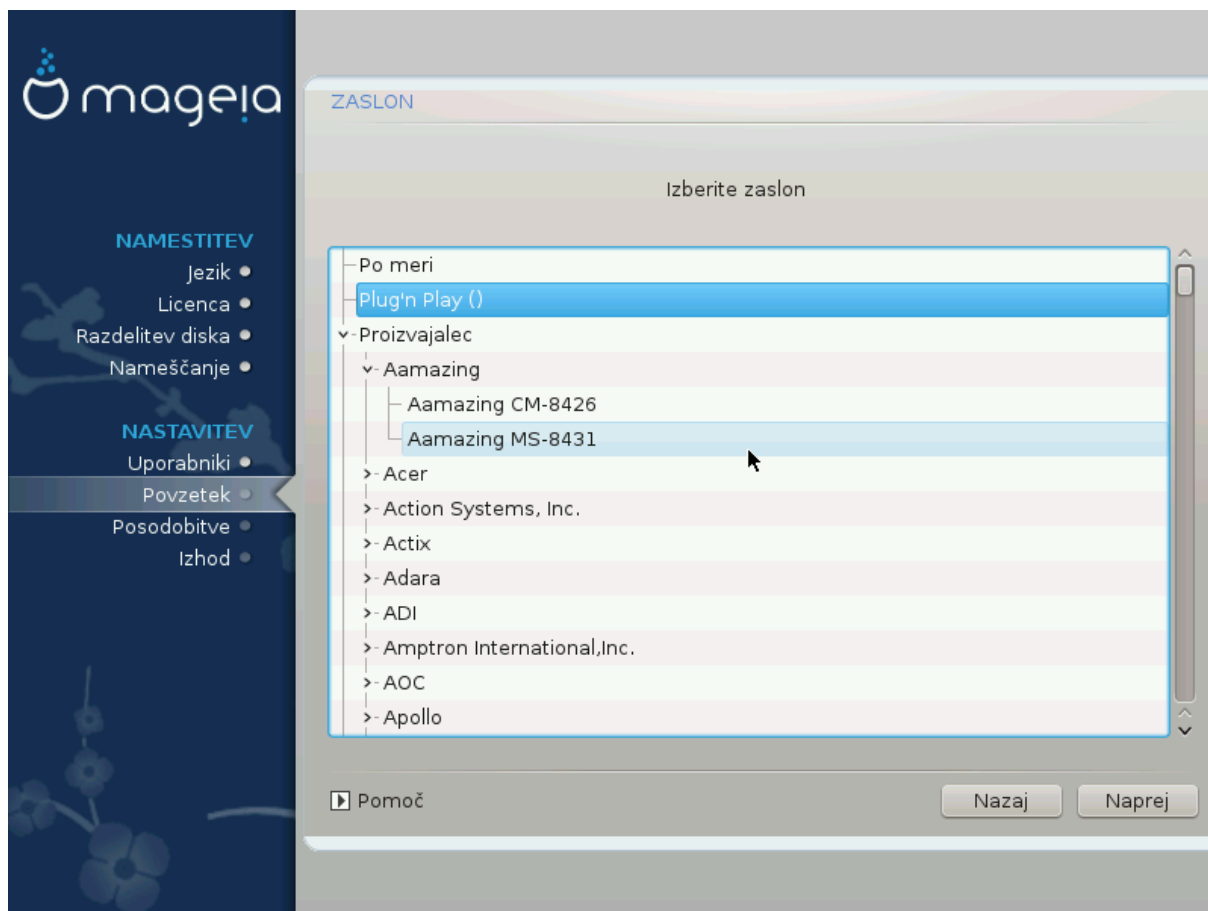 mageia
NAMESTITEV
Jezik
Licenca
Razdelitev diska
Nameščanje
NASTAVITEV
Uporabniki
Povzetek
Posodobitve
Izhod
ZASLON
Izberite zaslon
Po meri
Plug'n Play ()
Proizvajalec
Aamazing
Aamazing CM-8426
Aamazing MS-8431
Acer
Action Systems, Inc.
Actix
Adara
ADI
Amptron International,Inc.
AOC
Apollo
Pomoč
Nazaj
Naprej